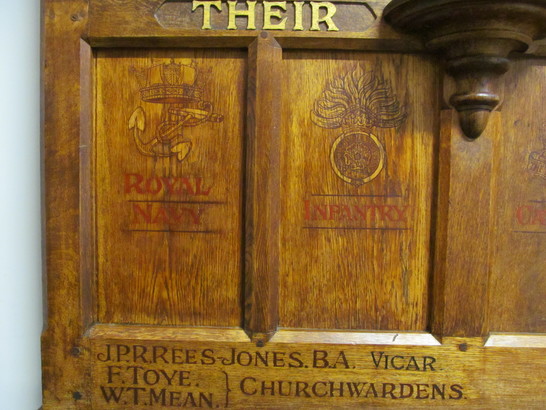 THEIR
ROYAL
NAVY
INFANTRY
J.P.R.REES-JONES. B.A. VICAR.
F. TOYE.
W.T. MEAN.
CHURCHWARDENS.